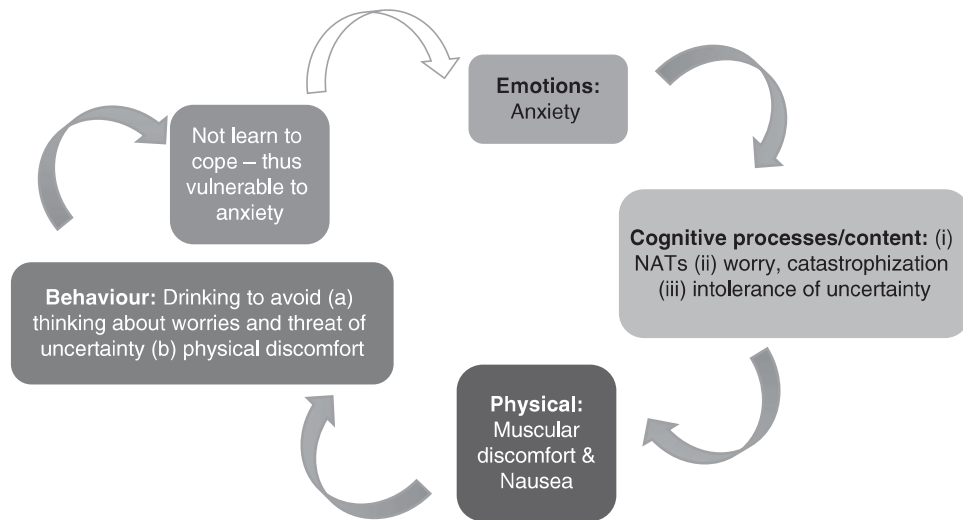 Emotions:
Anxiety
Not learn to
cope – thus
vulnerable to
anxiety
Cognitive processes/content: (i)
NATs (ii) worry, catastrophization
(iii) intolerance of uncertainty
Behaviour: Drinking to avoid (a)
thinking about worries and threat of
uncertainty (b) physical discomfort
Physical:
Muscular
discomfort &
Nausea